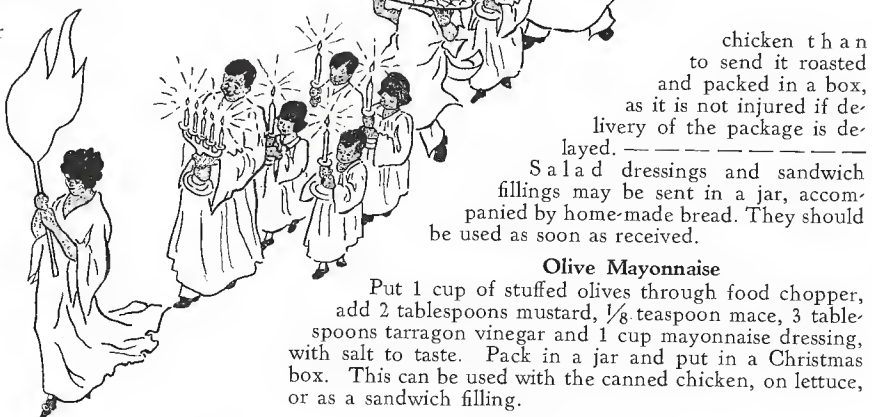 chicken than
to send it roasted
and packed in a box,
as it is not injured if de-
livery of the package is de-
layed. — — — — — — — —
Salad dressings and sandwich
fillings may be sent in a jar, accom-
panied by home-made bread. They should
be used as soon as received.
Olive Mayonnaise
Put 1 cup of stuffed olives through food chopper,
add 2 tablespoons mustard, ⅛ teaspoon mace, 3 table-
spoons tarragon vinegar and 1 cup mayonnaise dressing,
with salt to taste. Pack in a jar and put in a Christmas
box. This can be used with the canned chicken, on lettuce,
or as a sandwich filling.